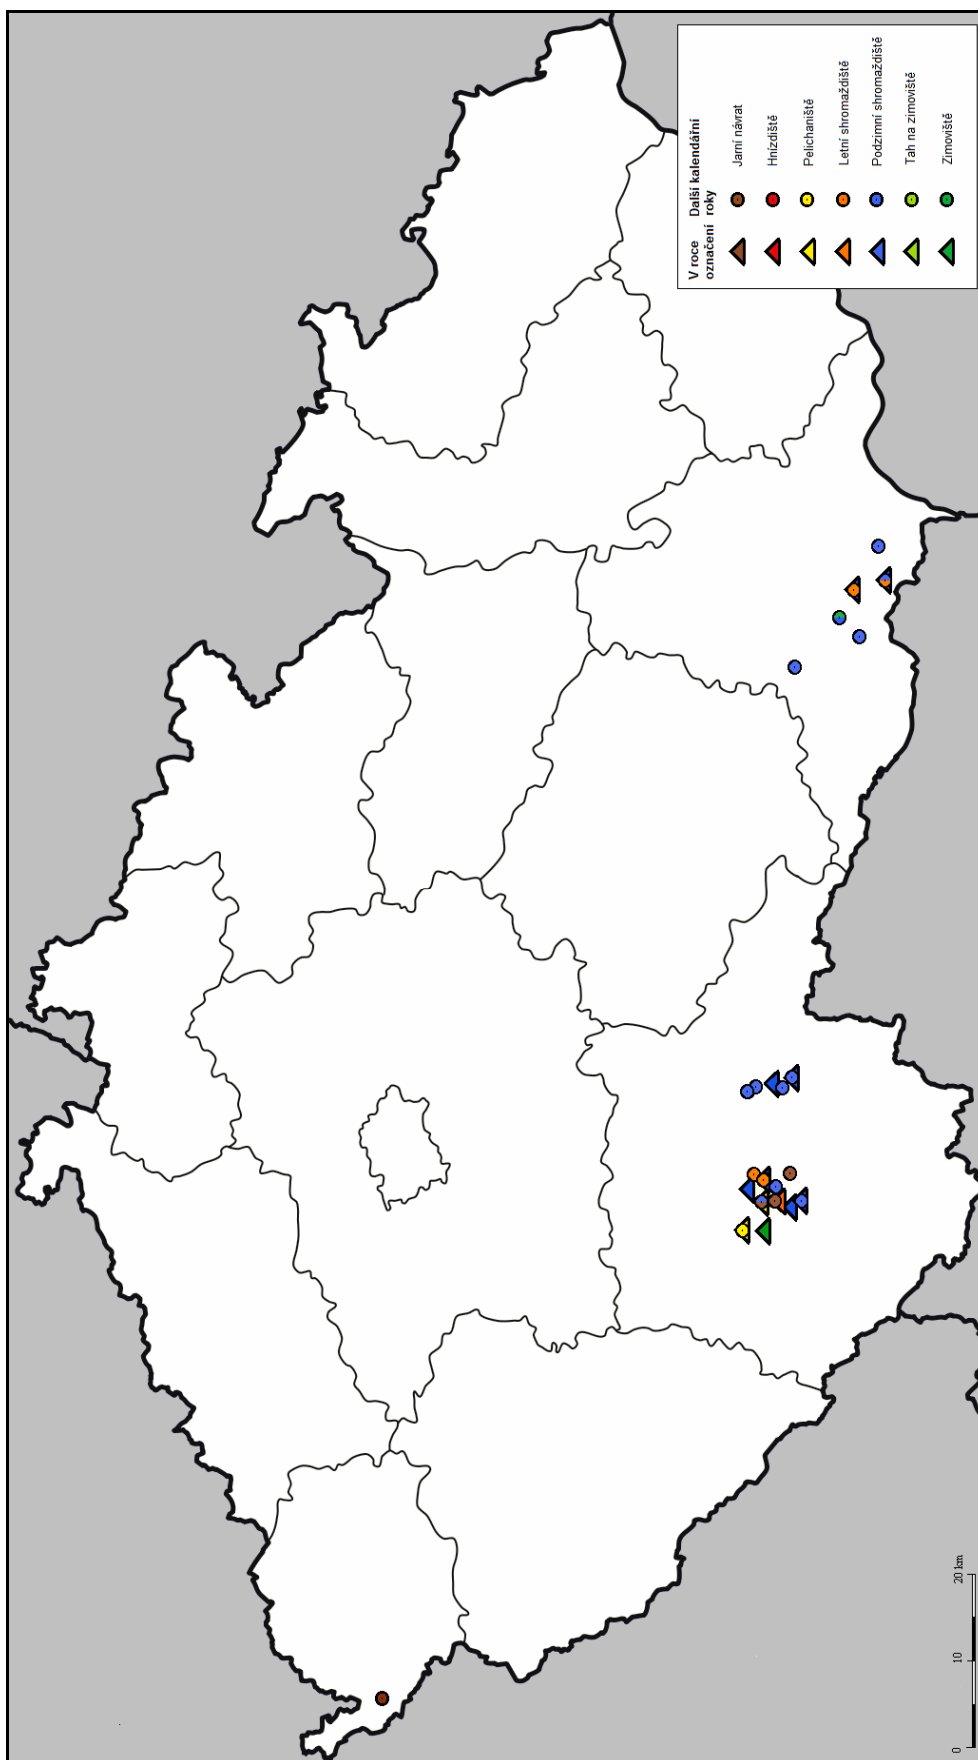 V roce označení
Další kalendářní roky
Jarní návrat
Hnízdiště
Pelichaniště
Letní shromaždiště
Podzimní shromaždiště
Tah na zimoviště
Zimoviště
0 10 20 km